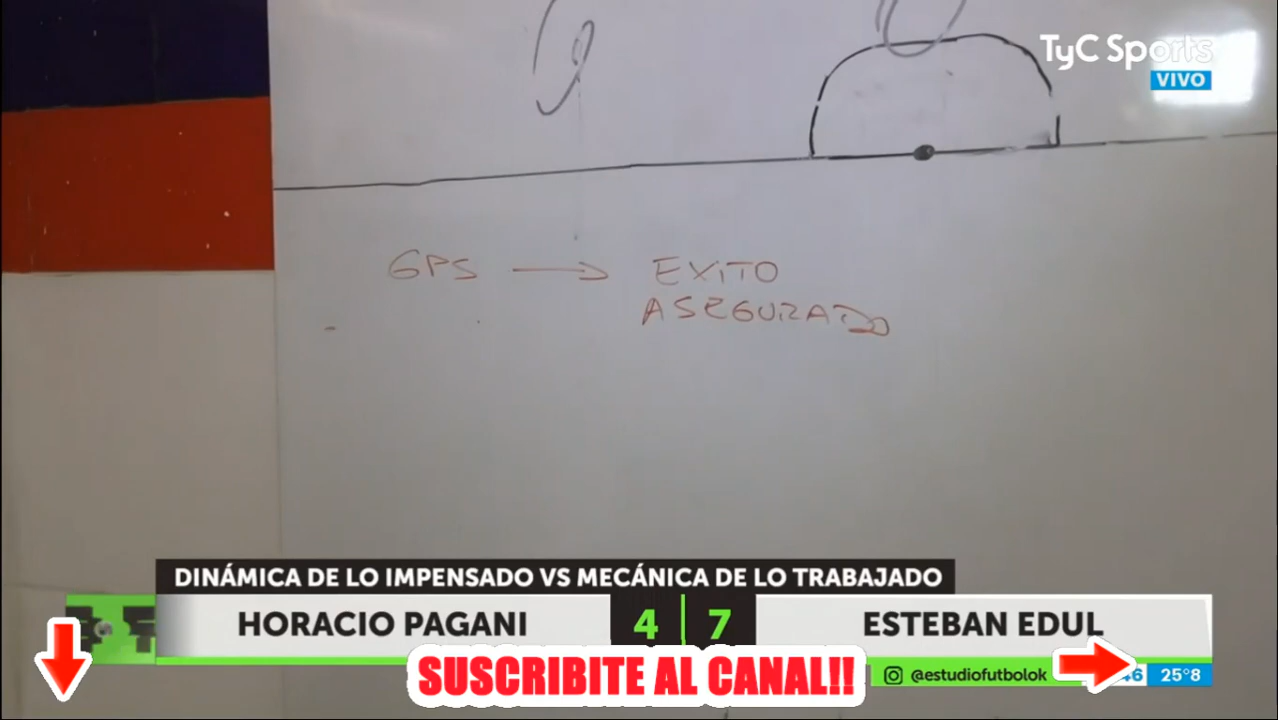 TyC Sports
VIVO
GPS → EXITO
ASEGURADO
DINÁMICA DE LO IMPENSADO VS MECÁNICA DE LO TRABAJADO
HORACIO PAGANI 4 7 ESTEBAN EDUL
SUSCRIBITE AL CANAL!!
@estudiofutbolok
25°8